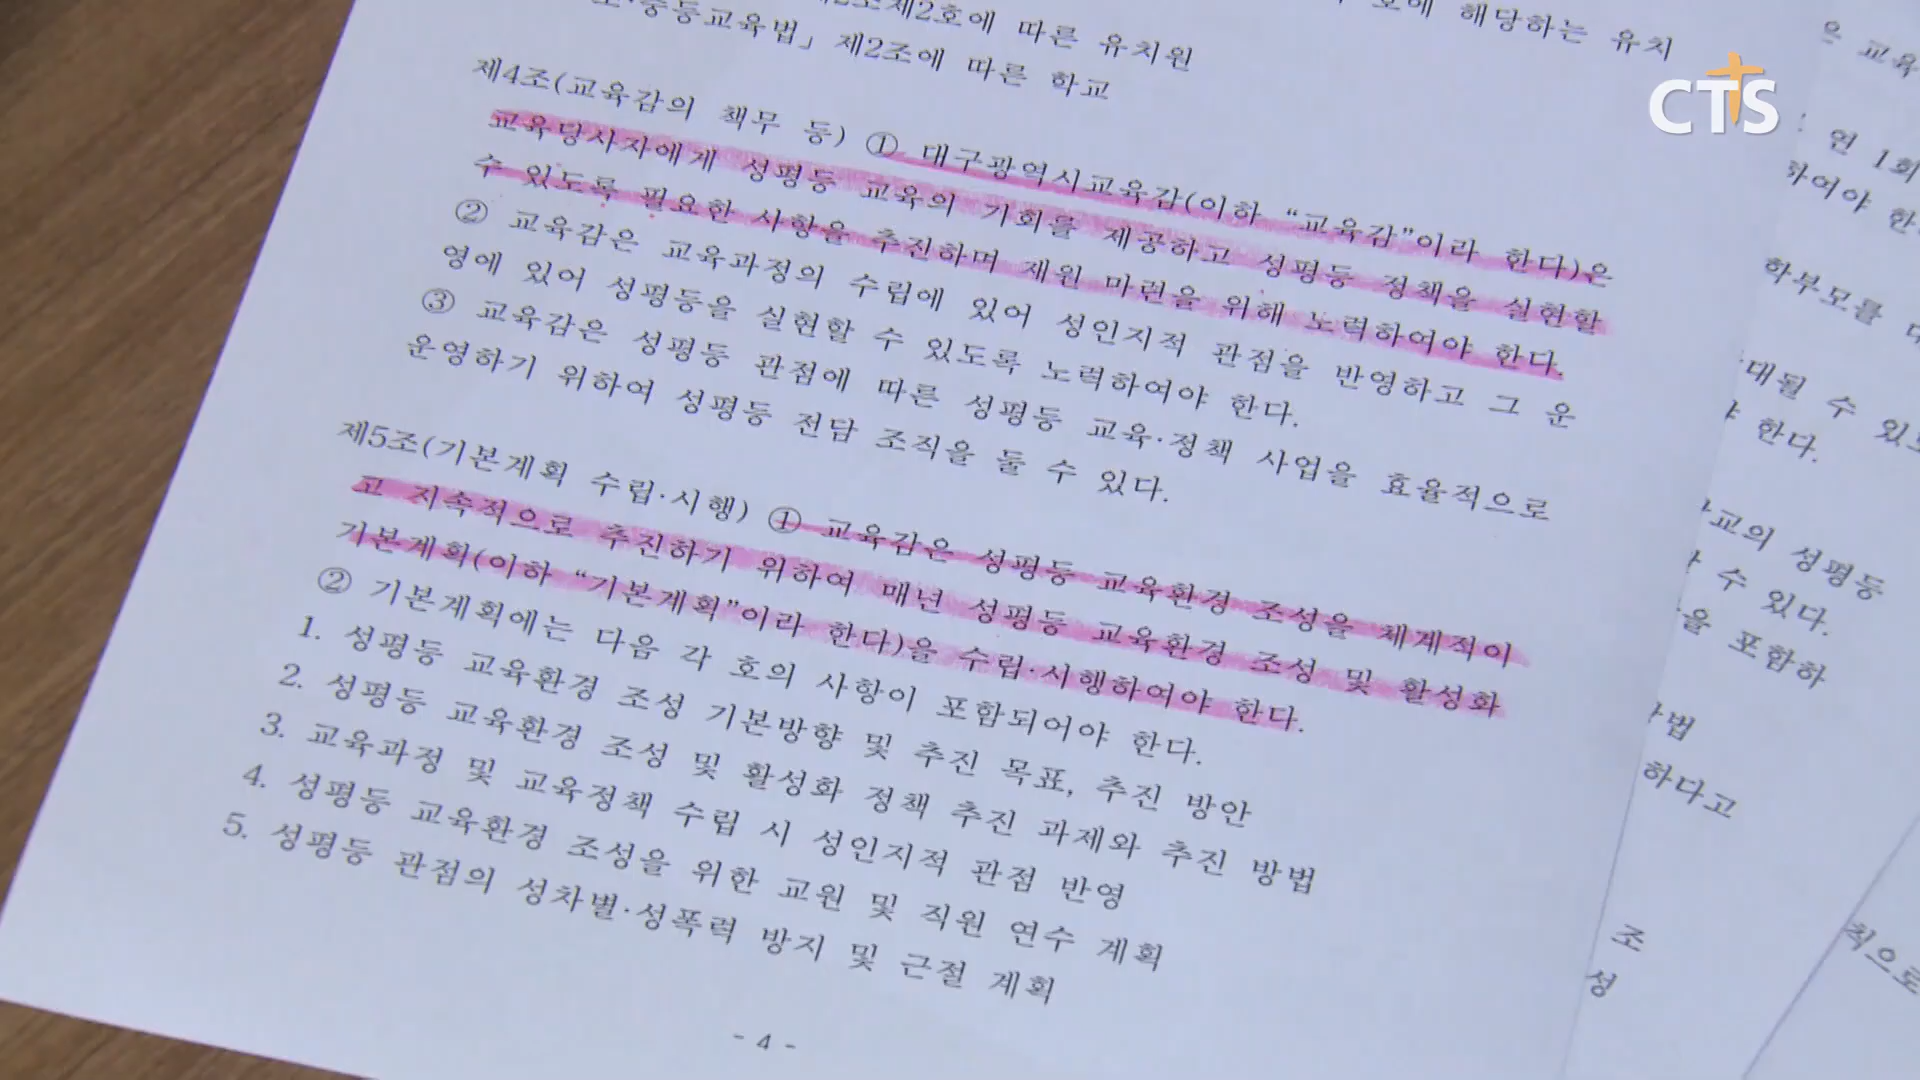 제2호에 따른 유치원
중등교육법」 제2조에 따른 학교
제4조(교육감의 책무 등) ① 대구광역시교육감(이하 “교육감”이라 한다)은
교육당사자에게 성평등 교육의 기회를 제공하고 성평등 정책을 실현할
수 있도록 필요한 사항을 추진하며 재원 마련을 위해 노력하여야 한다.
② 교육감은 교육과정의 수립에 있어 성인지적 관점을 반영하고 그 운
영에 있어 성평등을 실현할 수 있도록 노력하여야 한다.
③ 교육감은 성평등 관점에 따른 성평등 교육·정책 사업을 효율적으로
운영하기 위하여 성평등 전담 조직을 둘 수 있다.
제5조(기본계획 수립·시행) ① 교육감은 성평등 교육환경 조성을 체계적이
고 지속적으로 추진하기 위하여 매년 성평등 교육환경 조성 및 활성화
기본계획(이하 “기본계획”이라 한다)을 수립·시행하여야 한다.
② 기본계획에는 다음 각 호의 사항이 포함되어야 한다.
1. 성평등 교육환경 조성 기본방향 및 추진 목표, 추진 방안
2. 성평등 교육환경 조성 및 활성화 정책 추진 과제와 추진 방법
3. 교육과정 및 교육정책 수립 시 성인지적 관점 반영
4. 성평등 교육환경 조성을 위한 교원 및 직원 연수 계획
5. 성평등 관점의 성차별·성폭력 방지 및 근절 계획
- 4 -
해당하는 유치
CTS
연 1회
하여야 한
학부모를
대될 수 있
한다.
교의 성평등
수 있다.
을 포함하
법
하다고
조
성
적으로